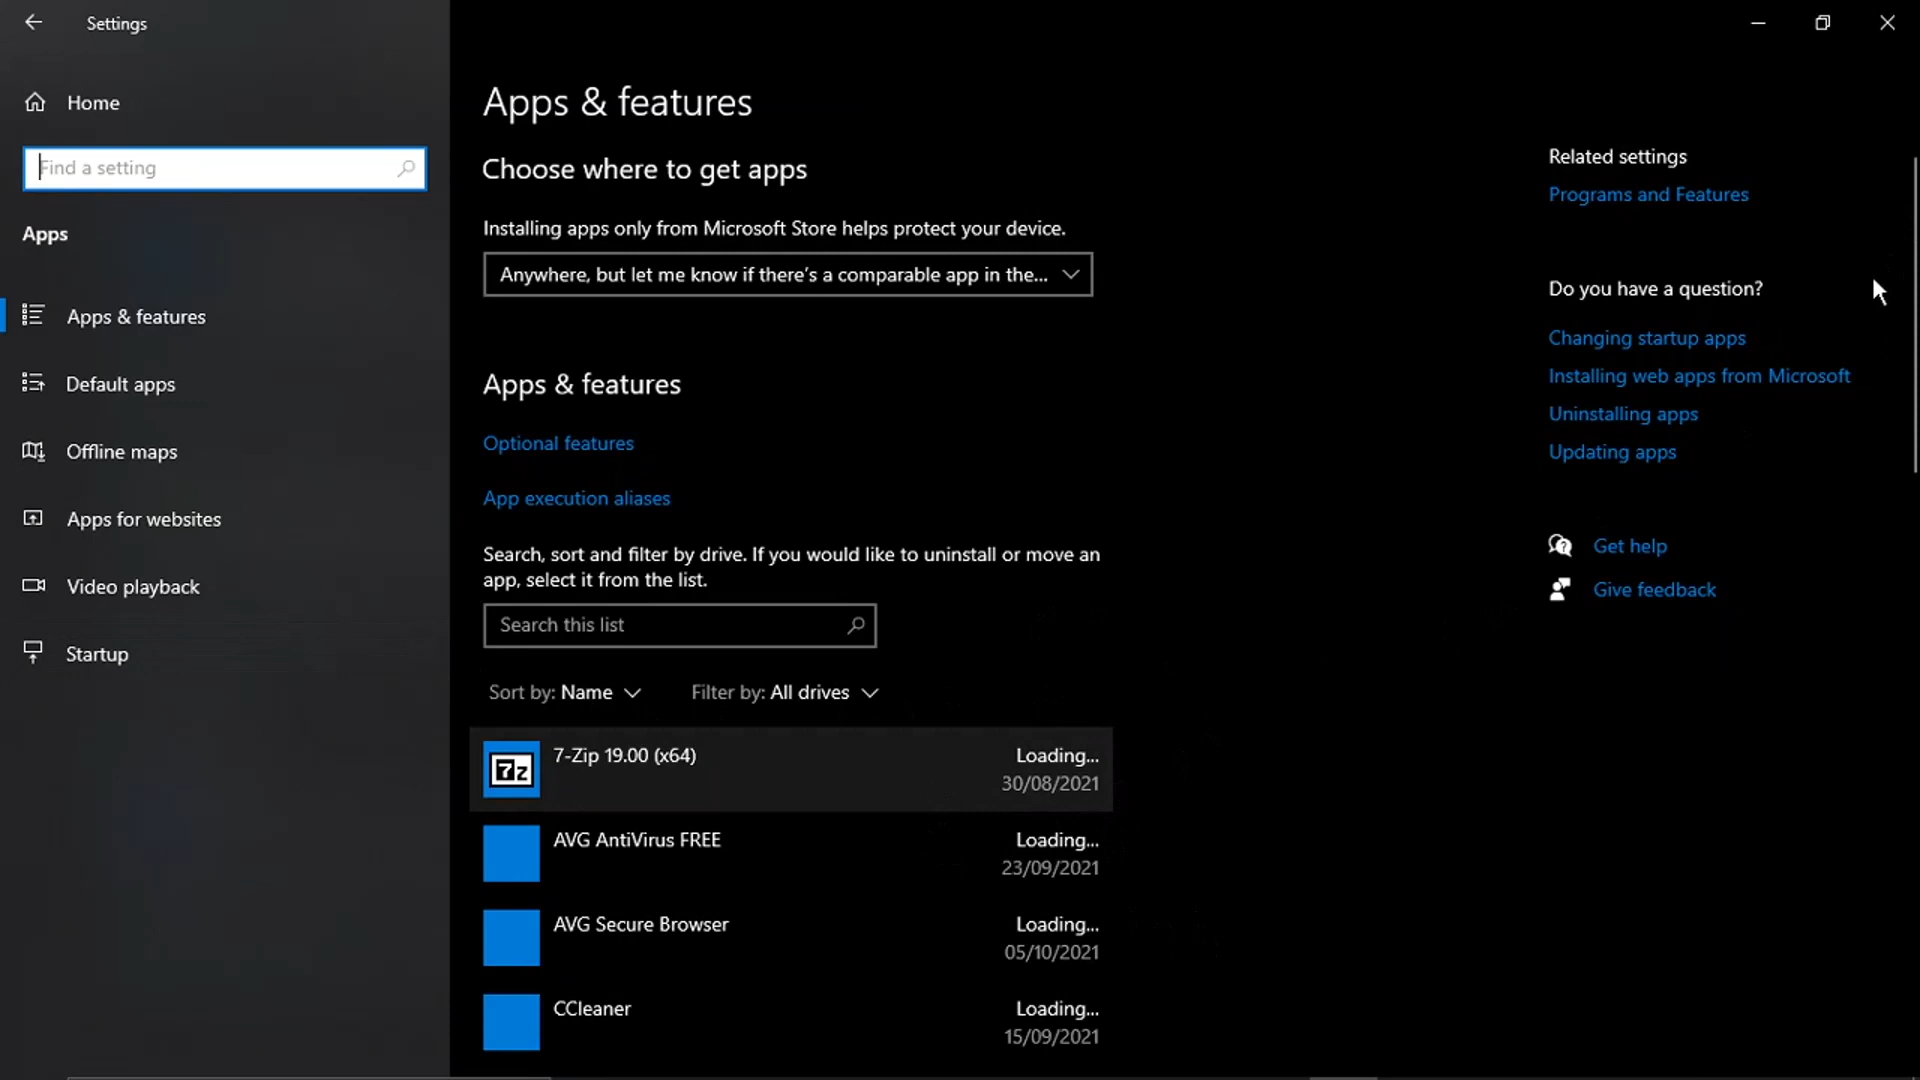 Settings
Home
Find a setting
Apps
Apps & features
Default apps
Offline maps
Apps for websites
Video playback
Startup
Apps & features
Choose where to get apps
Installing apps only from Microsoft Store helps protect your device.
Anywhere, but let me know if there's a comparable app in the...
Apps & features
Optional features
App execution aliases
Search, sort and filter by drive. If you would like to uninstall or move an
app, select it from the list.
Search this list
Sort by: Name Filter by: All drives
7z
7-Zip 19.00 (x64) Loading...
30/08/2021
AVG AntiVirus FREE Loading...
23/09/2021
AVG Secure Browser Loading...
05/10/2021
CCleaner Loading...
15/09/2021
Related settings
Programs and Features
Do you have a question?
Changing startup apps
Installing web apps from Microsoft
Uninstalling apps
Updating apps
Get help
Give feedback